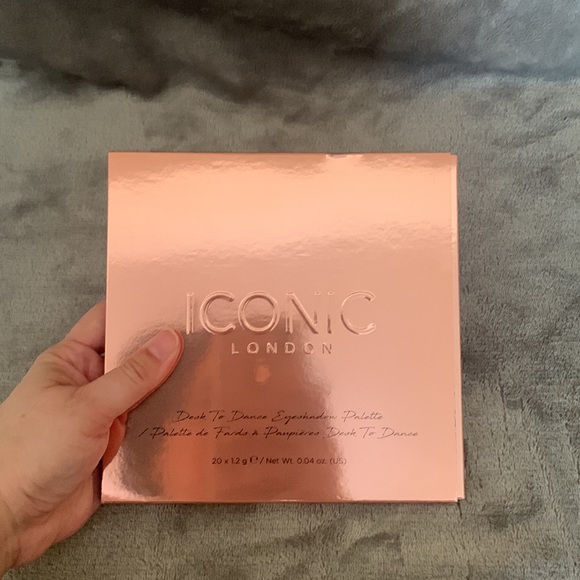 ICONIC
LONDON
Desk To Dance Eyeshadow Palette
/ Palette de Fards à Paupières Desk To Dance
20 x 1.2 g ℮ / Net Wt. 0.04 oz. (US)